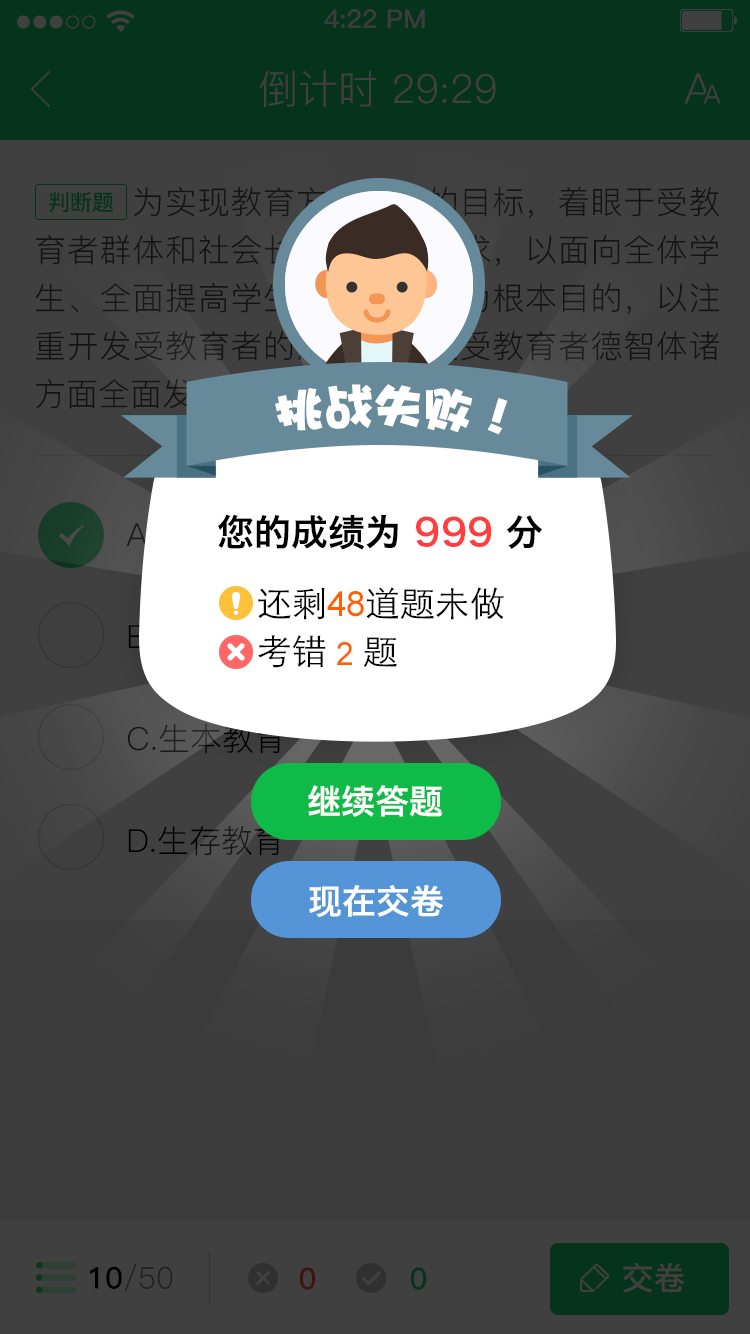 4:22 PM
倒计时 29:29
AA
判断题 为实现教育方 的目标，着眼于受教
育者群体和社会长 求，以面向全体学
生、全面提高学生 根本目的，以注
重开发受教育者的 受教育者德智体诸
方面全面发
挑战失败！
您的成绩为 999 分
还剩48道题未做
考错 2 题
A
C.生本教育
D.生存教育
继续答题
现在交卷
10/50 0 0 交卷